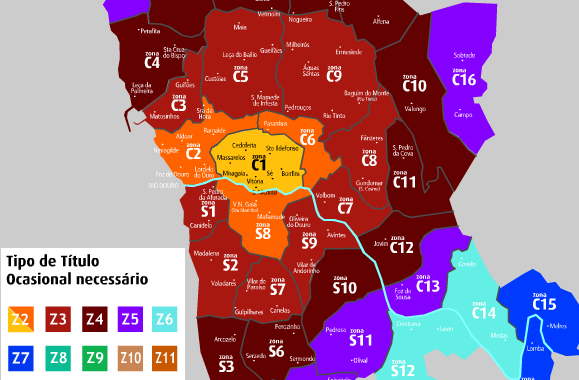 S. Pedro
Fins
Vermoim
Nogueira
Alfena
Perafita
Maia
Sta Cruz
do Bispo
zona
C4
Leça do Bailio
Gueifães
Milheirós
Ermesinde
zona
C5
zona
C9
Águas
Santas
Sobrado
zona
C16
Custóias
Guifões
Leça da
Palmeira
zona
C3
zona
C10
S. Mamede
de Infesta
Baguim do Monte
(Rio Tinto)
Pedrouços
Valongo
Campo
Matosinhos
Sra da
Hora
Rio Tinto
Paranhos
Ramalde
Aldoar
zona
C6
Fânzeres
Nevogilde
zona
C2
Cedofeita
Sto Ildefonso
S. Pedro
da Cova
zona
C8
Massarelos
zona
C1
Foz do Douro
Lordelo
do Ouro
Miragaia
Sé
Bonfim
Vitória
zona
C11
Gondomar
(S. Cosme)
RIO DOURO
S. Pedro
da Afurada
zona
S1
V.N. Gaia
(Sta Marinha)
Valbom
zona
C7
Mafamude
Oliveira
do Douro
Canidelo
zona
S8
zona
S9
Avintes
Jovim
zona
C12
Madalena
zona
S2
Vilar de
Andorinho
Covelo
Tipo de Título
Ocasional necessário
Valadares
Vilar do
Paraíso
zona
S7
zona
S10
zona
C13
Foz do
Sousa
zona
C14
zona
C15
Z2
Z3
Z4
Z5
Z6
Gulpilhares
Canelas
Crestuma
Lever
Medas
Melres
Lomba
Arcozelo
Perozinho
Pedroso
zona
S11
Z7
Z8
Z9
Z10
Z11
zona
S3
Serzedo
zona
S6
Sermonde
Olival
zona
S12
zona